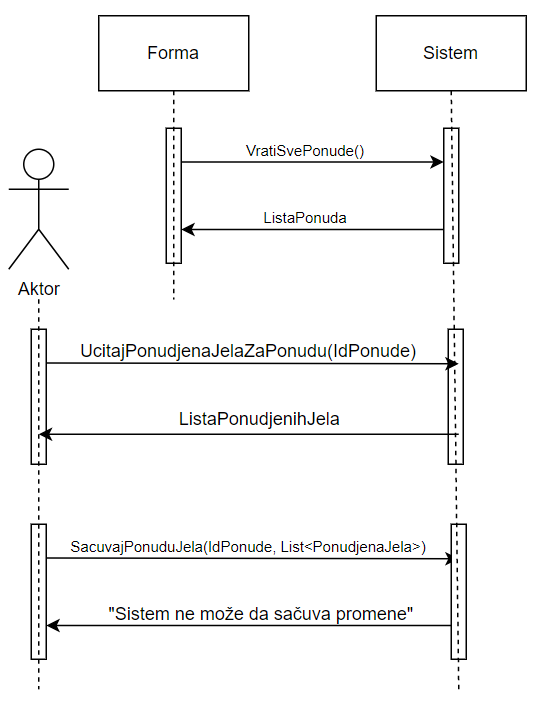 Forma
Sistem
VratiSvePonude()
ListaPonuda
Aktor
UcitajPonudjenaJelaZaPonudu(IdPonude)
ListaPonudjenihJela
SacuvajPonuduJela(IdPonude, List<PonudjenaJela>)
"Sistem ne može da sačuva promene"